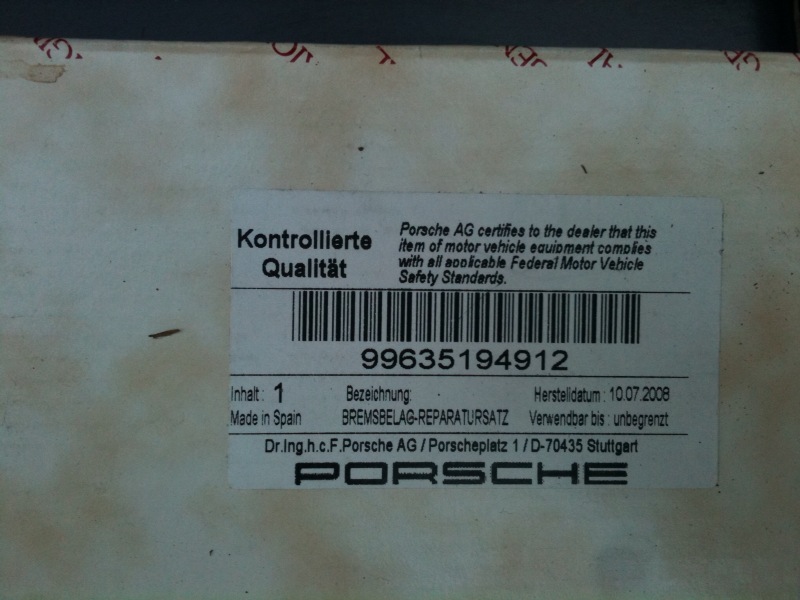 Kontrollierte
Qualität
Porsche AG certifies to the dealer that this
item of motor vehicle equipment complies
with all applicable Federal Motor Vehicle
Safety Standards.
99635194912
Inhalt: 1 Bezeichnung: Herstelldatum: 10.07.2008
Made in Spain BREMSBELAG-REPARATURSATZ Verwendbar bis: unbegrenzt
Dr.Ing.h.c.F.Porsche AG / Porscheplatz 1 / D-70435 Stuttgart
PORSCHE